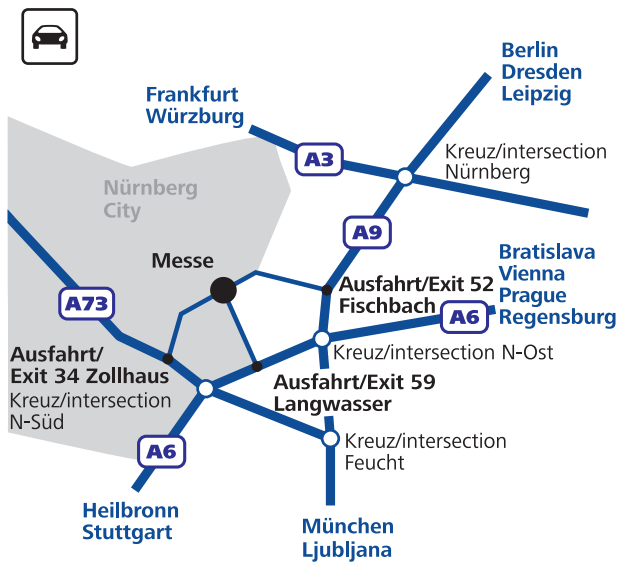 Berlin
Dresden
Leipzig
Frankfurt
Würzburg
A3
Kreuz/intersection
Nürnberg
Nürnberg
City
A9
Messe
Ausfahrt/Exit 52
Fischbach
Bratislava
Vienna
Prague
Regensburg
A73
A6
Ausfahrt/
Exit 34 Zollhaus
Kreuz/intersection
N-Süd
Kreuz/intersection N-Ost
Ausfahrt/Exit 59
Langwasser
A6
Kreuz/intersection
Feucht
Heilbronn
Stuttgart
München
Ljubljana